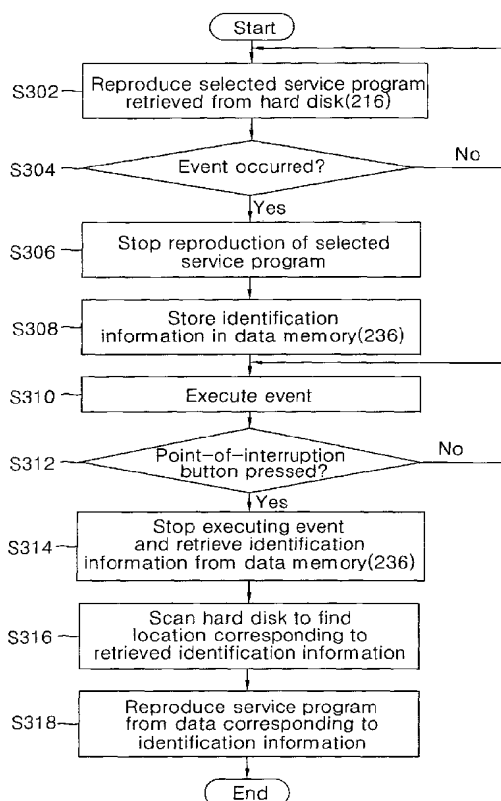 Start
S302
Reproduce selected service program
retrieved from hard disk(216)
S304
Event occurred?
No
Yes
S306
Stop reproduction of selected
service program
S308
Store identification
information in data memory(236)
S310
Execute event
S312
Point-of-interruption
button pressed?
No
Yes
S314
Stop executing event
and retrieve identification
information from data memory(236)
S316
Scan hard disk to find
location corresponding to
retrieved identification information
S318
Reproduce service program
from data corresponding to
identification information
End